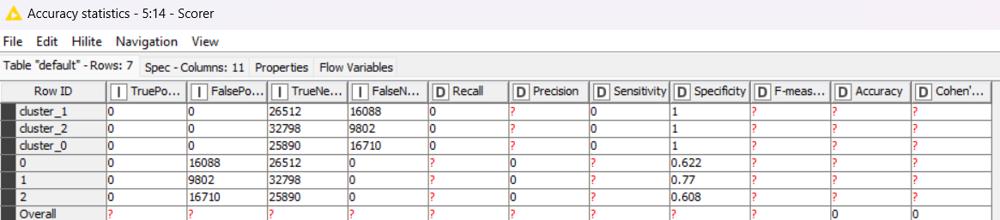 Accuracy statistics - 5:14 - Scorer
File Edit Hilite Navigation View
Table "default" - Rows: 7 Spec - Columns: 11 Properties Flow Variables
Row ID I TruePo... I FalsePo... I TrueNe... I FalseN... D Recall D Precision D Sensitivity D Specificity D F-meas... D Accuracy D Cohen'...
cluster_1 0 0 26512 16088 0 ? 0 1 ? ? ?
cluster_2 0 0 32798 9802 0 ? 0 1 ? ? ?
cluster_0 0 0 25890 16710 0 ? 0 1 ? ? ?
0 0 16088 26512 0 ? 0 ? 0.622 ? ? ?
1 0 9802 32798 0 ? 0 ? 0.77 ? ? ?
2 0 16710 25890 0 ? 0 ? 0.608 ? ? ?
Overall ? ? ? ? ? ? ? ? ? 0 0